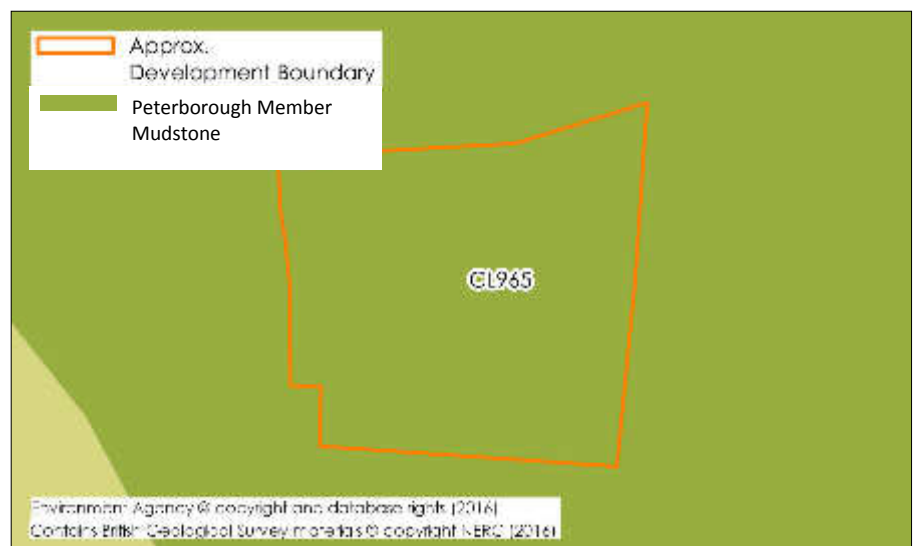 Approx.
Development Boundary
Peterborough Member
Mudstone
CL965
Environment Agency © copyright and database rights (2016)
Contains British Geological Survey materials © copyright NERC (2016)